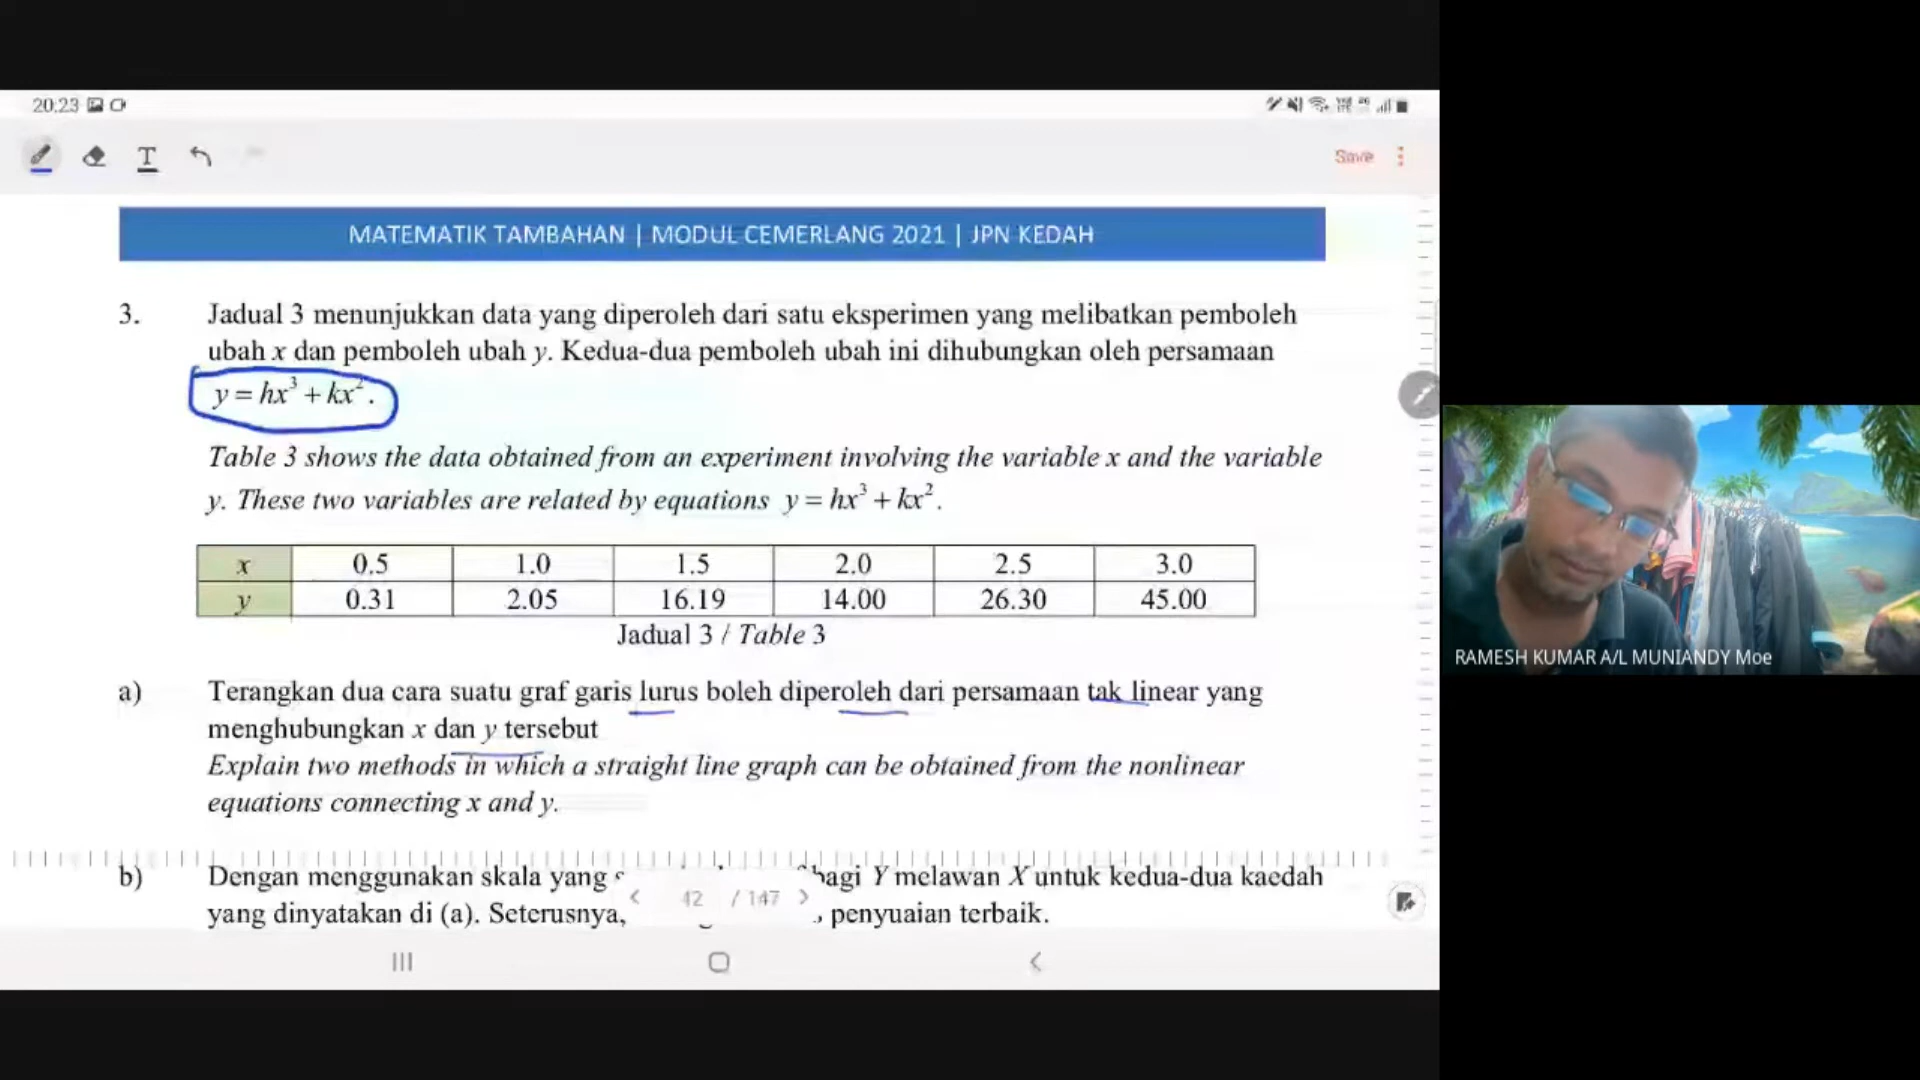 20:23
Save
MATEMATIK TAMBAHAN | MODUL CEMERLANG 2021 | JPN KEDAH
3. Jadual 3 menunjukkan data yang diperoleh dari satu eksperimen yang melibatkan pemboleh
ubah x dan pemboleh ubah y. Kedua-dua pemboleh ubah ini dihubungkan oleh persamaan
y = hx³ + kx².
Table 3 shows the data obtained from an experiment involving the variable x and the variable
y. These two variables are related by equations y = hx³ + kx².
x 0.5 1.0 1.5 2.0 2.5 3.0
y 0.31 2.05 16.19 14.00 26.30 45.00
Jadual 3 / Table 3
a) Terangkan dua cara suatu graf garis lurus boleh diperoleh dari persamaan tak linear yang
menghubungkan x dan y tersebut
Explain two methods in which a straight line graph can be obtained from the nonlinear
equations connecting x and y.
b) Dengan menggunakan skala yang bagi Y melawan X untuk kedua-dua kaedah
yang dinyatakan di (a). Seterusnya, penyuaian terbaik.
42 / 147
RAMESH KUMAR A/L MUNIANDY Moe